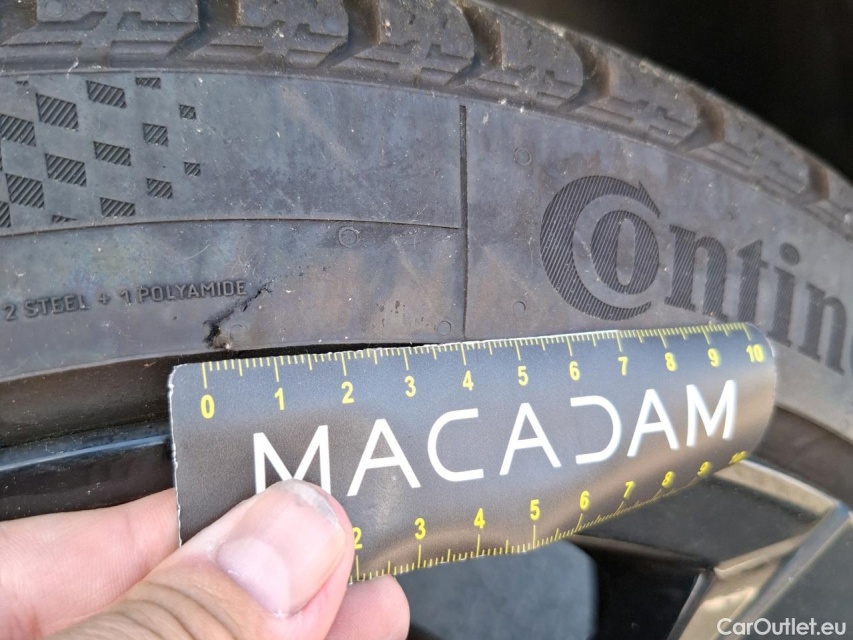 2 STEEL + 1 POLYAMIDE
Contin
0 1 2 3 4 5 6 7 8 9 10
MACADAM
2 3 4 5 6 7 8 9 10
CarOutlet.eu